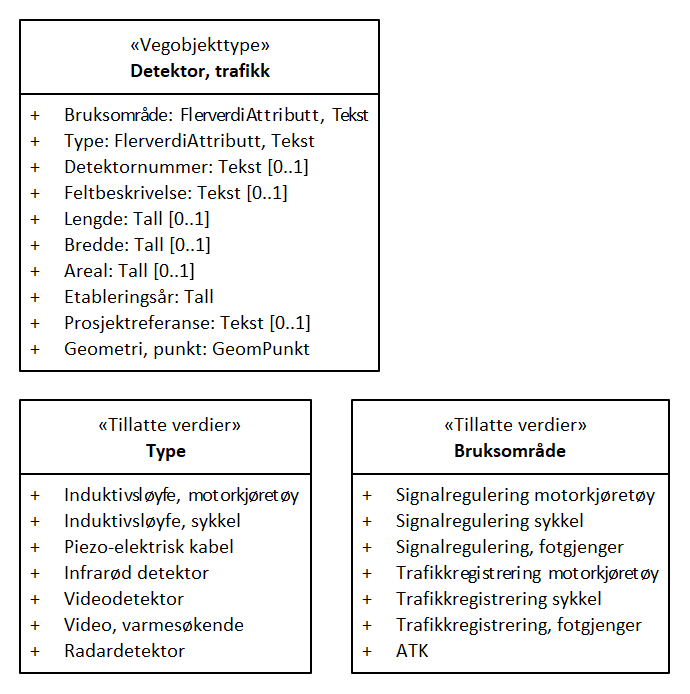 «Vegobjekttype»
Detektor, trafikk
+ Bruksområde: FlerverdiAttributt, Tekst
+ Type: FlerverdiAttributt, Tekst
+ Detektornummer: Tekst [0..1]
+ Feltbeskrivelse: Tekst [0..1]
+ Lengde: Tall [0..1]
+ Bredde: Tall [0..1]
+ Areal: Tall [0..1]
+ Etableringsår: Tall
+ Prosjektreferanse: Tekst [0..1]
+ Geometri, punkt: GeomPunkt
«Tillatte verdier»
Type
+ Induktivsløyfe, motorkjøretøy
+ Induktivsløyfe, sykkel
+ Piezo-elektrisk kabel
+ Infrarød detektor
+ Videodetektor
+ Video, varmesøkende
+ Radardetektor
«Tillatte verdier»
Bruksområde
+ Signalregulering motorkjøretøy
+ Signalregulering sykkel
+ Signalregulering, fotgjenger
+ Trafikkregistrering motorkjøretøy
+ Trafikkregistrering sykkel
+ Trafikkregistrering, fotgjenger
+ ATK